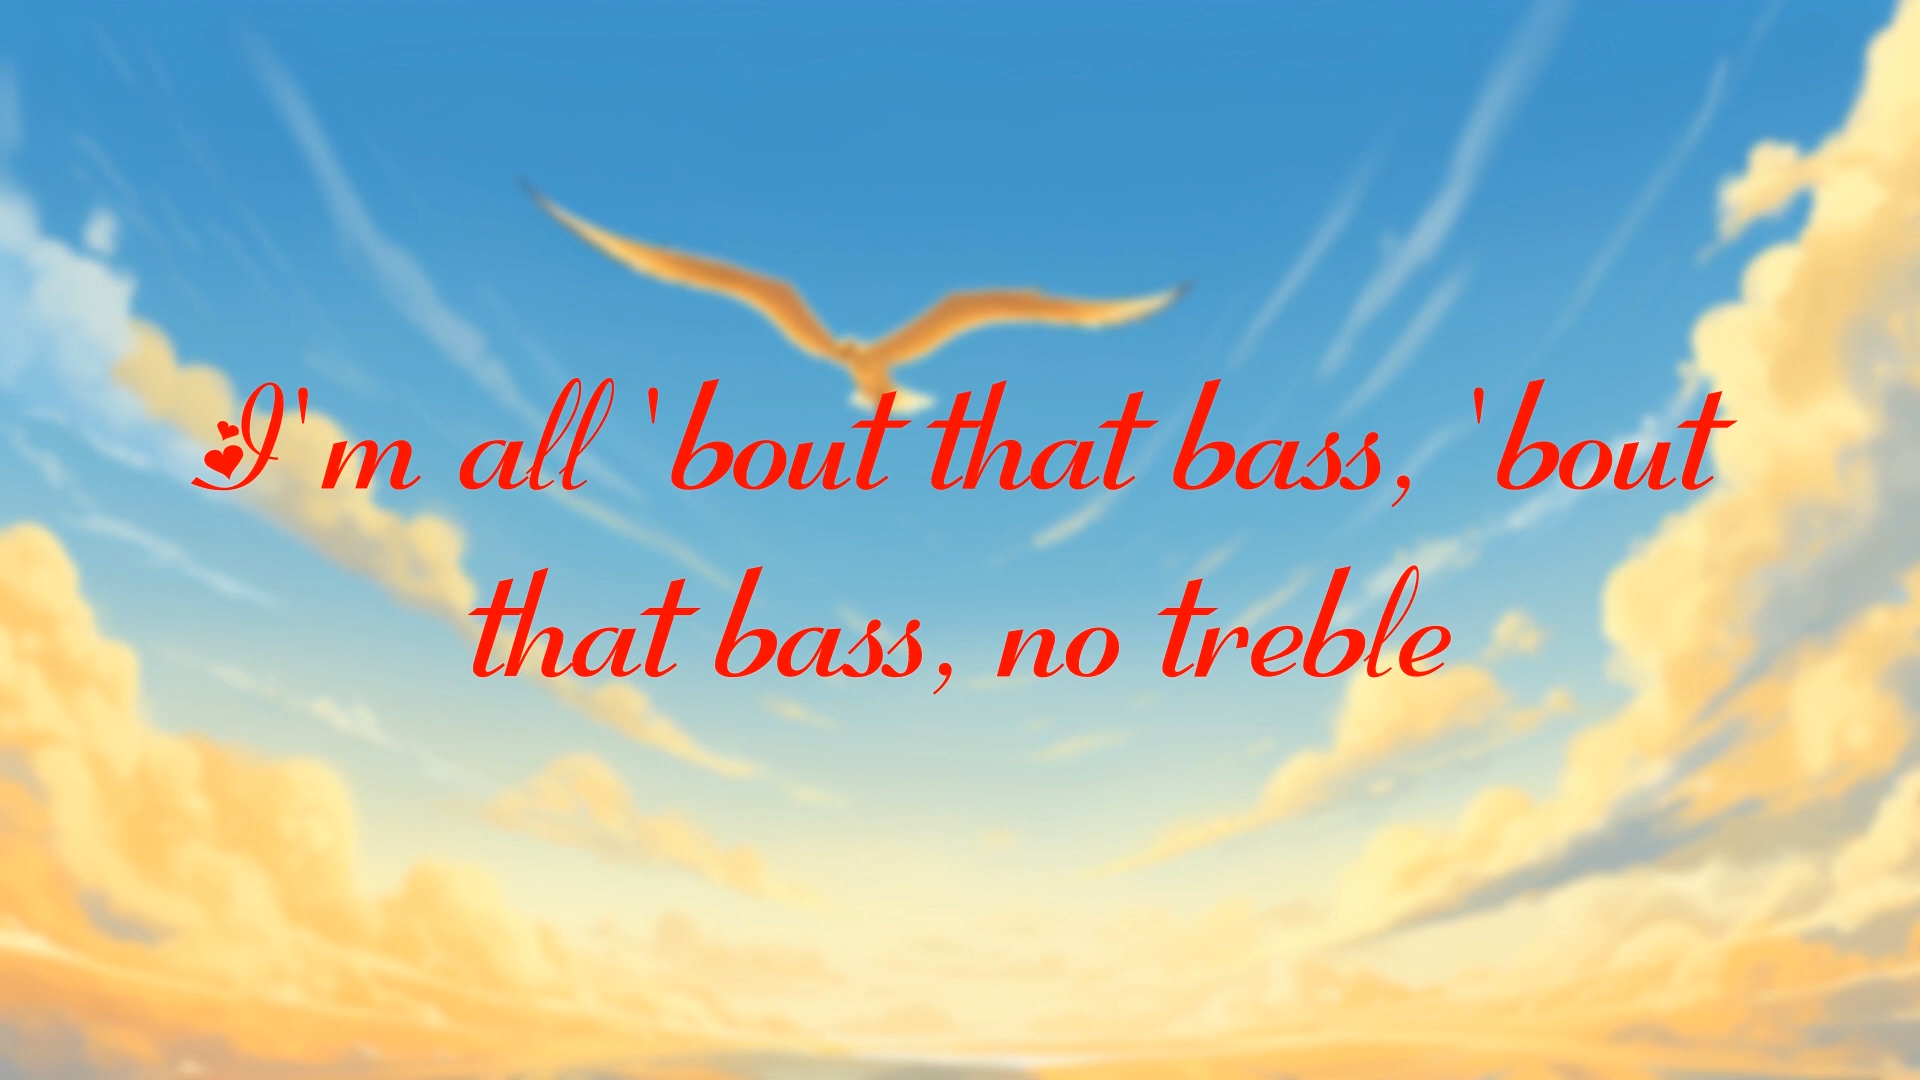 I'm all 'bout that bass, 'bout
that bass, no treble